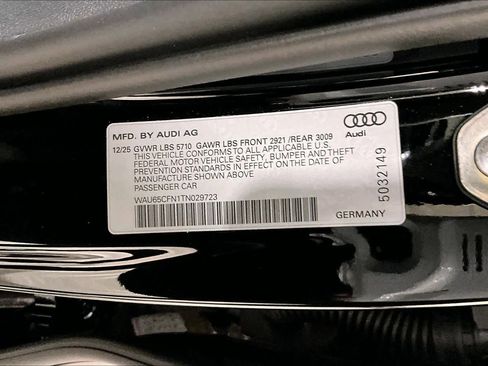 MFD. BY AUDI AG
12/25 GVWR LBS 5710 GAWR LBS FRONT 2921 /REAR 3009
THIS VEHICLE CONFORMS TO ALL APPLICABLE U.S.
FEDERAL MOTOR VEHICLE SAFETY, BUMPER AND THEFT
PREVENTION STANDARDS IN EFFECT ON THE DATE OF
MANUFACTURE SHOWN ABOVE
PASSENGER CAR
WAU65CFN1TN029723
Audi
5032149
GERMANY